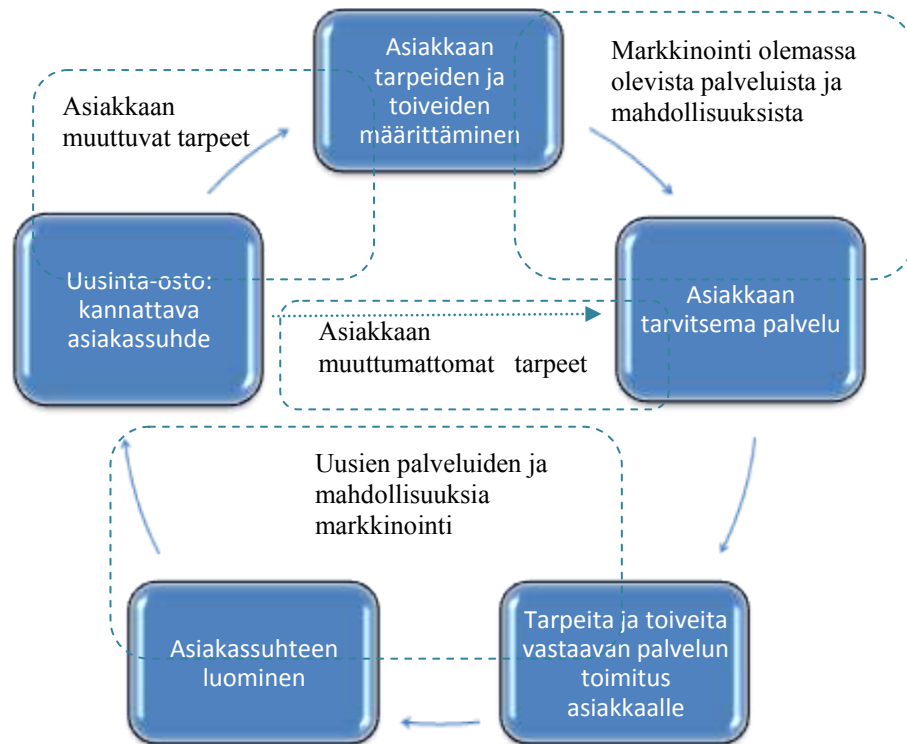 Asiakkaan
tarpeiden ja
toiveiden
määrittäminen
Markkinointi olemassa
olevista palveluista ja
mahdollisuuksista
Asiakkaan
muuttuvat tarpeet
Uusinta-osto:
kannattava
asiakassuhde
Asiakkaan
tarvitsema palvelu
Asiakkaan
muuttumattomat tarpeet
Uusien palveluiden ja
mahdollisuuksia
markkinointi
Asiakassuhteen
luominen
Tarpeita ja toiveita
vastaavan palvelun
toimitus
asiakkaalle